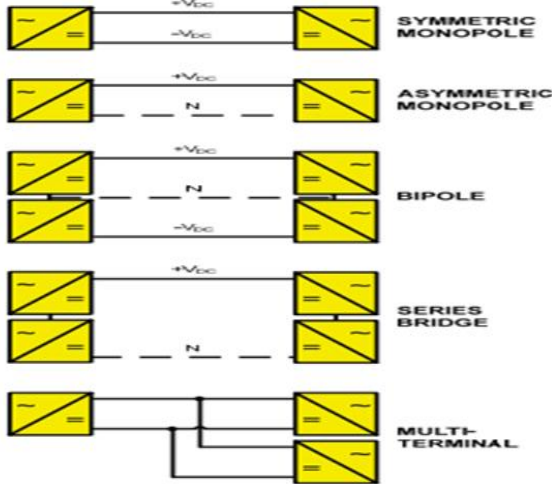 +VDC
−VDC
SYMMETRIC
MONOPOLE
+VDC
N
ASYMMETRIC
MONOPOLE
+VDC
N
−VDC
BIPOLE
+VDC
N
SERIES
BRIDGE
MULTI-
TERMINAL